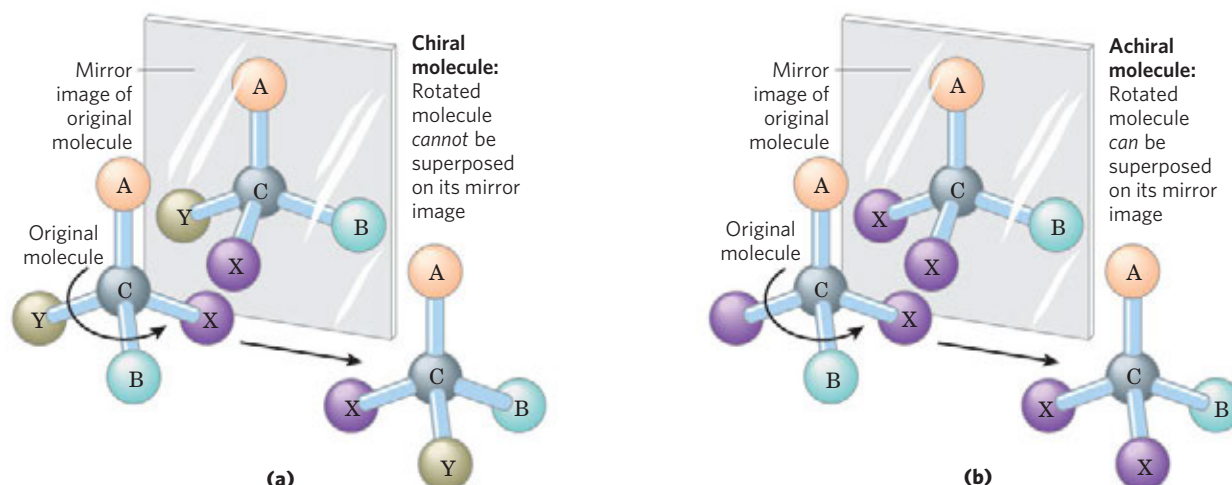 Mirror
image of
original
molecule
A
Chiral
molecule:
Rotated
molecule
cannot be
superposed
on its mirror
image
C
Y
B
X
A
Original
molecule
C
Y
X
B
A
C
X
B
Y
(a)
Mirror
image of
original
molecule
A
Achiral
molecule:
Rotated
molecule
can be
superposed
on its mirror
image
C
X
B
X
A
Original
molecule
C
X
B
A
C
X
B
X
(b)